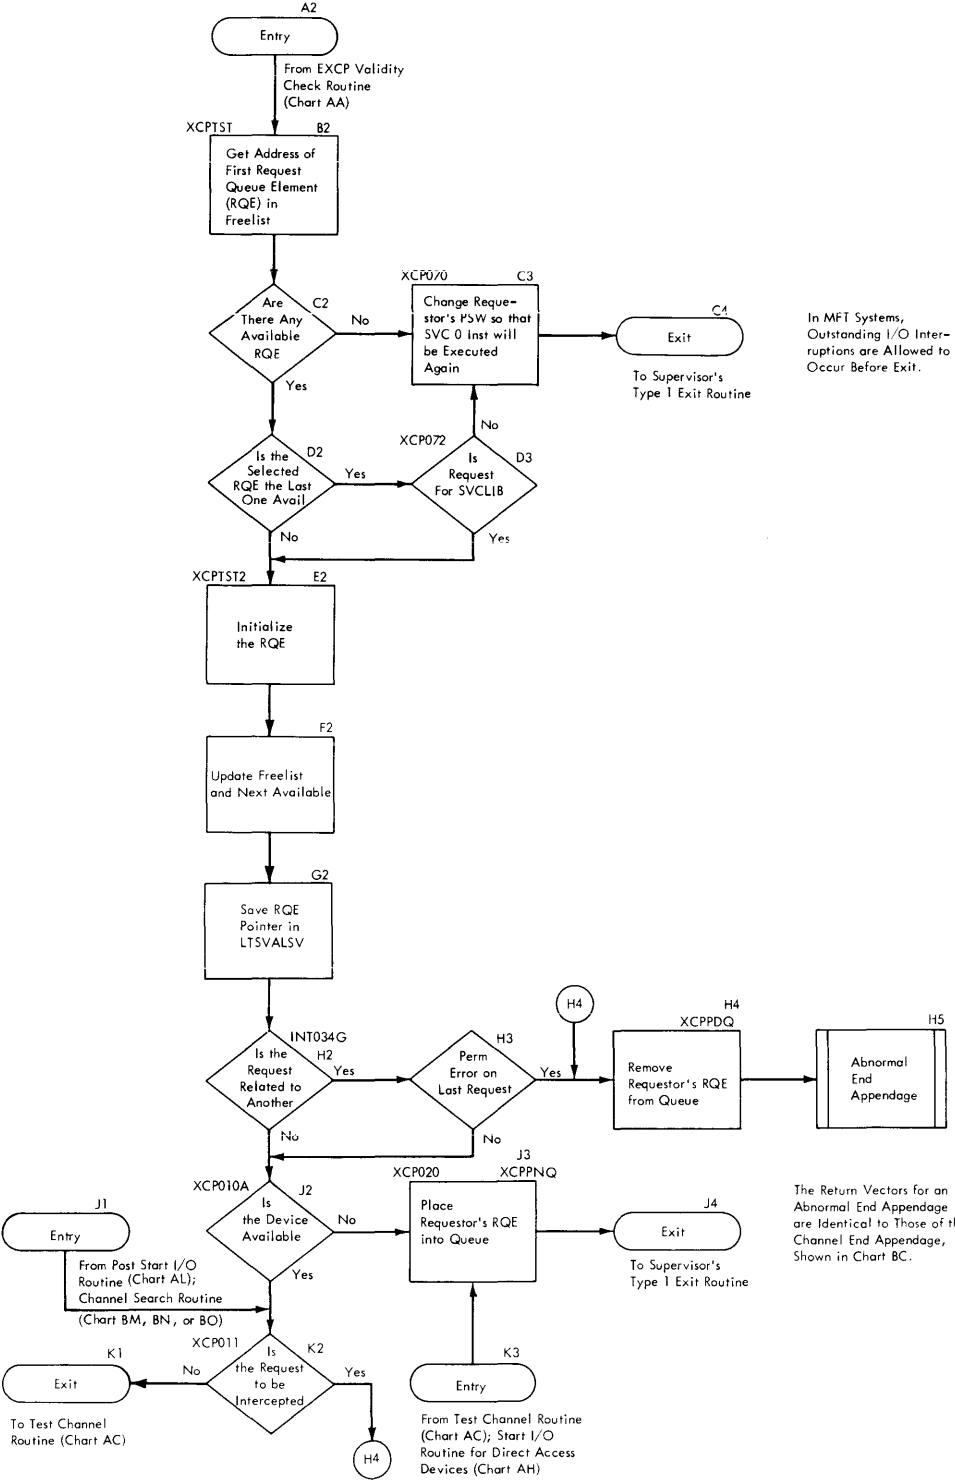 A2
Entry
From EXCP Validity
Check Routine
(Chart AA)
XCPTST
B2
Get Address of
First Request
Queue Element
(RQE) in
Freelist
Are
There Any
Available
RQE
C2
No
Yes
XCP070
C3
Change Reque-
stor's PSW so that
SVC 0 Inst will
be Executed
Again
C4
Exit
To Supervisor's
Type 1 Exit Routine
In MFT Systems,
Outstanding I/O Inter-
ruptions are Allowed to
Occur Before Exit.
Is the
Selected
RQE the Last
One Avail
D2
Yes
No
XCP072
No
Is
Request
For SVCLIB
D3
Yes
XCPTST2
E2
Initialize
the RQE
F2
Update Freelist
and Next Available
G2
Save RQE
Pointer in
LTSVALSV
INT034G
H2
Is the
Request
Related to
Another
Yes
No
H3
Perm
Error on
Last Request
Yes
No
H4
H4
XCPPDQ
Remove
Requestor's RQE
from Queue
H5
Abnormal
End
Appendage
The Return Vectors for an
Abnormal End Appendage
are Identical to Those of t
Channel End Appendage,
Shown in Chart BC.
XCP010A
J2
Is
the Device
Available
No
Yes
XCP020
J3
XCPPNQ
Place
Requestor's RQE
into Queue
J4
Exit
To Supervisor's
Type 1 Exit Routine
J1
Entry
From Post Start I/O
Routine (Chart AL);
Channel Search Routine
(Chart BM, BN, or BO)
XCP011
K2
Is
the Request
to be
Intercepted
No
Yes
K1
Exit
To Test Channel
Routine (Chart AC)
H4
K3
Entry
From Test Channel Routine
(Chart AC); Start I/O
Routine for Direct Access
Devices (Chart AH)